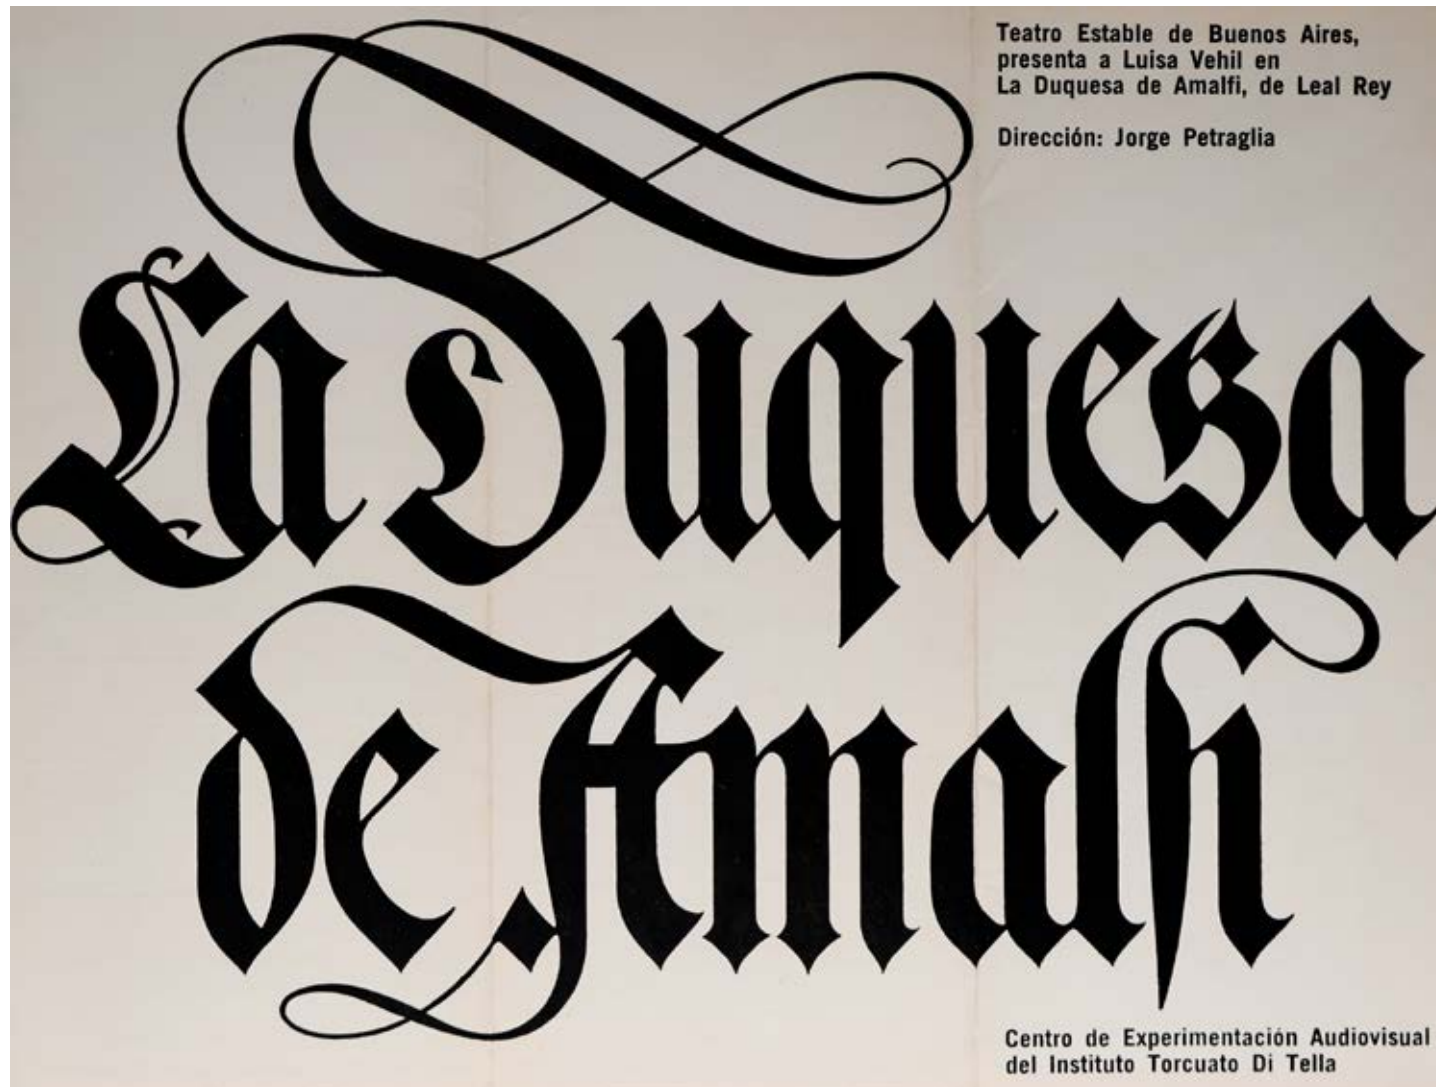 Teatro Estable de Buenos Aires,
presenta a Luisa Vehil en
La Duquesa de Amalfi, de Leal Rey
Dirección: Jorge Petraglia
La Duquesa
de Amalfi
Centro de Experimentación Audiovisual
del Instituto Torcuato Di Tella